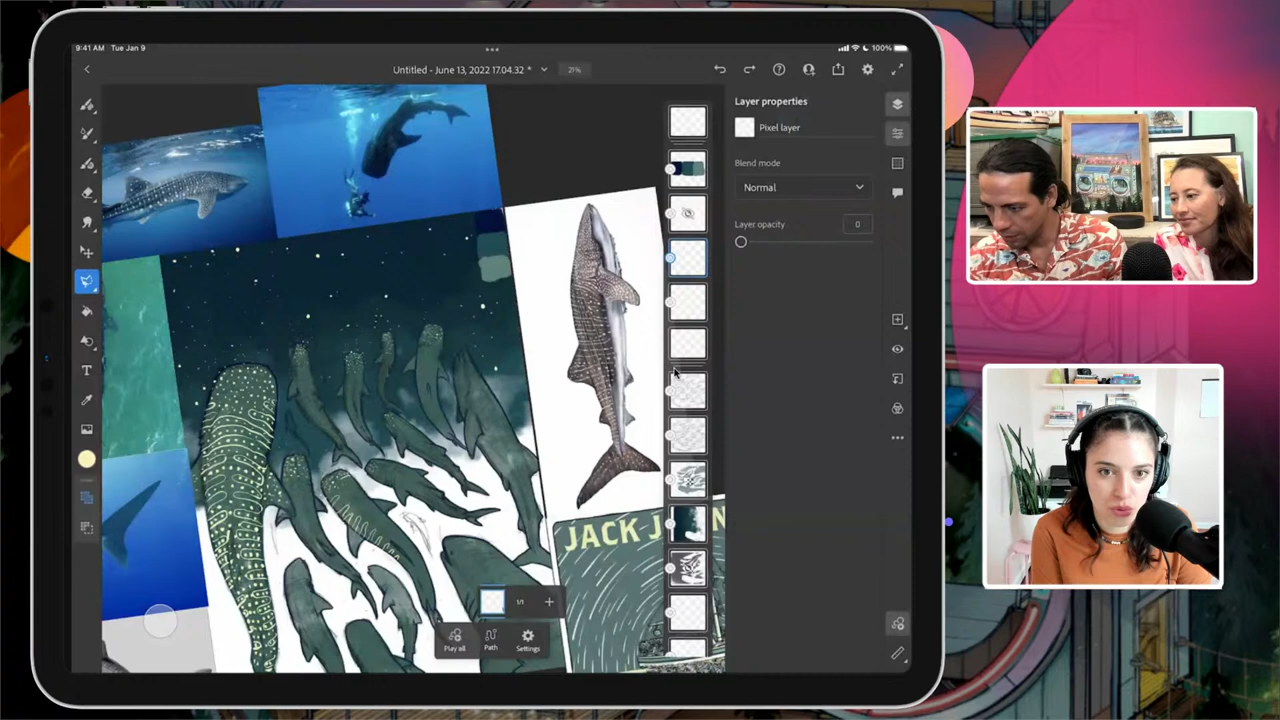 9:41 AM Tue Jan 9
100%
Untitled - June 13, 2022 17.04.32 *
21%
Layer properties
Pixel layer
Blend mode
Normal
Layer opacity
0
T
JACK J
N
1/1
Play all
Path
Settings